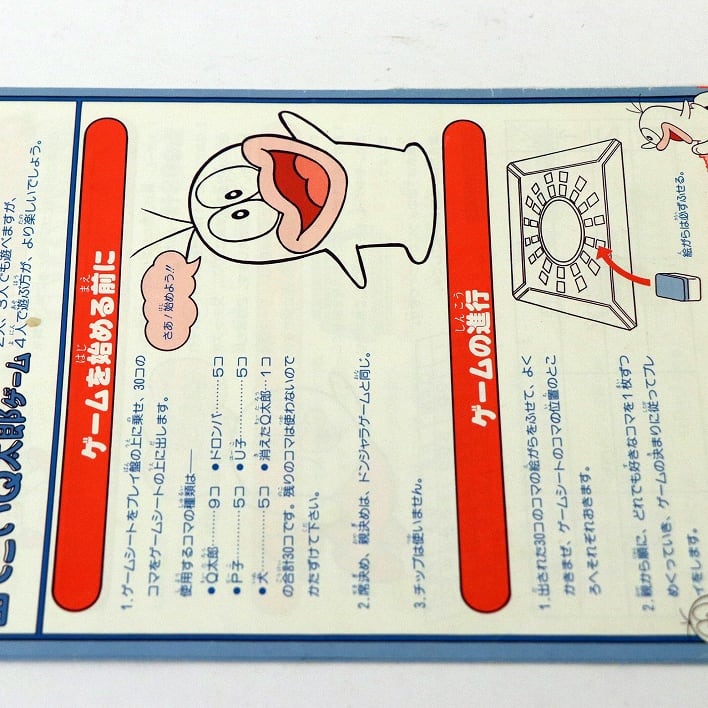 出てこいQ太郎ゲーム
2人、3人でも遊べますが、
4人で遊ぶ方が、より楽しいでしょう。
ゲームを始める前に
さあ!始めよう!!
1.ゲームシートをプレイ盤の上に乗せ、30コの
コマをゲームシートの上に出します。
使用するコマの種類は──
●Q太郎………9コ ●ドロンパ………5コ
●P子…………5コ ●U子……………5コ
●犬……………5コ ●消えたQ太郎…1コ
の合計30コです。残りのコマは使わないので
かたずけて下さい。
2.席決め、親決めは、ドンジャラゲームと同じ。
3.チップは使いません。
ゲームの進行
絵がらは必ずふせる。
1.出された30コのコマの絵がらをふせて、よく
かきまぜ、ゲームシートのコマの位置のとこ
ろへそれぞれおきます。
2.親から順に、どれでも好きなコマを1枚ずつ
めくっていき、ゲームの決まりに従ってプレ
イをします。